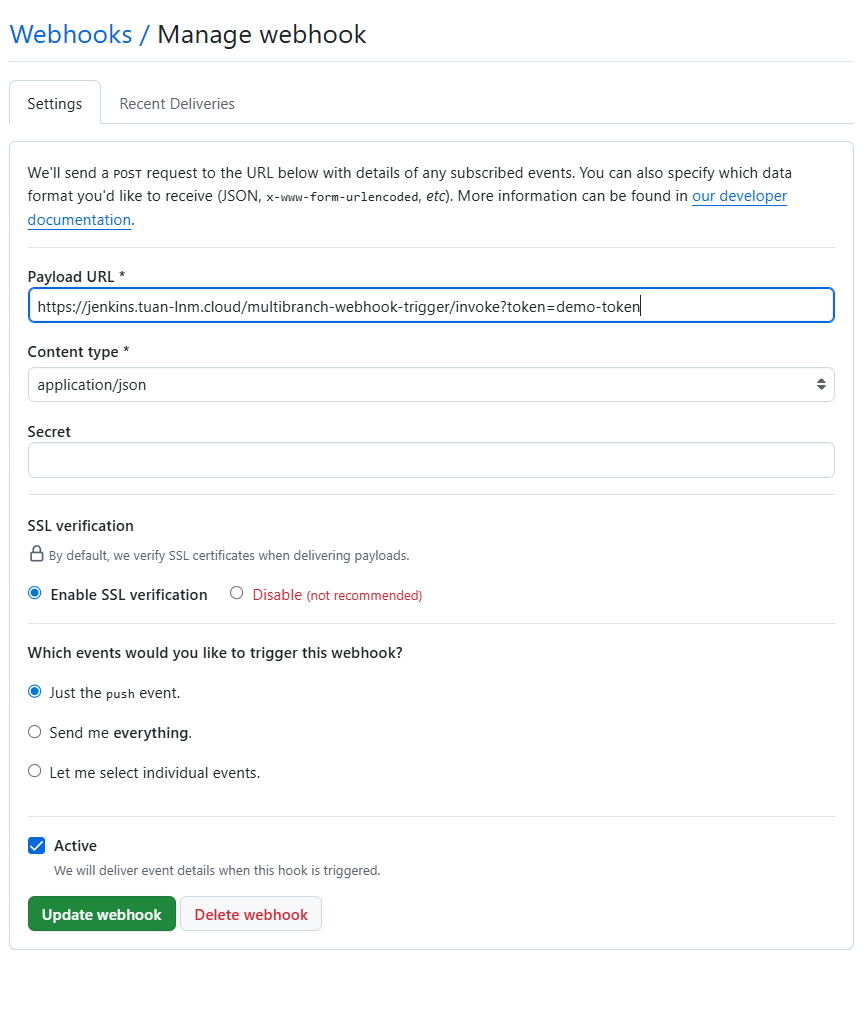 Webhooks / Manage webhook
Settings
Recent Deliveries
We'll send a POST request to the URL below with details of any subscribed events. You can also specify which data
format you'd like to receive (JSON, x-www-form-urlencoded, etc). More information can be found in our developer
documentation.
Payload URL *
https://jenkins.tuan-lnm.cloud/multibranch-webhook-trigger/invoke?token=demo-token
Content type *
application/json
Secret
SSL verification
By default, we verify SSL certificates when delivering payloads.
Enable SSL verification
Disable (not recommended)
Which events would you like to trigger this webhook?
Just the push event.
Send me everything.
Let me select individual events.
Active
We will deliver event details when this hook is triggered.
Update webhook
Delete webhook